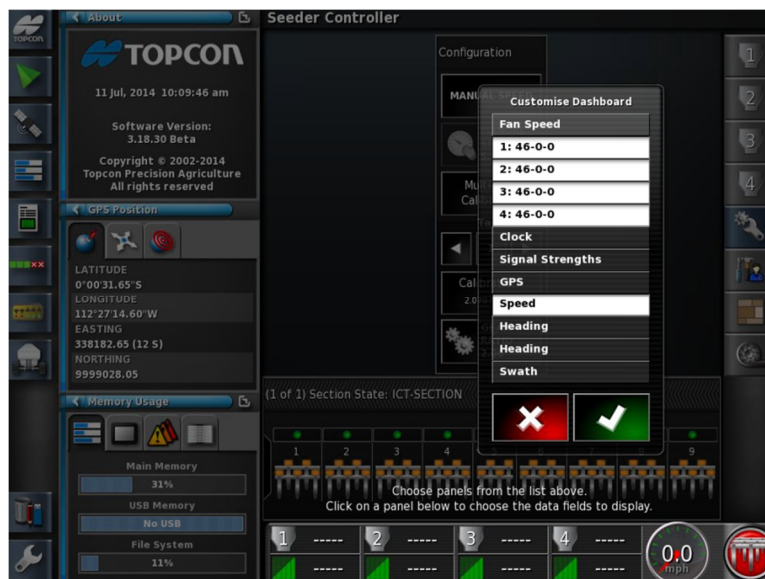 TOPCON
About
TOPCON
11 Jul, 2014 10:09:46 am
Software Version:
3.18.30 Beta
Copyright © 2002-2014
Topcon Precision Agriculture
All rights reserved
GPS Position
LATITUDE
0°00'31.65"S
LONGITUDE
112°27'14.60"W
EASTING
338182.65 (12 S)
NORTHING
9999028.05
Memory Usage
Main Memory
31%
USB Memory
No USB
File System
11%
Seeder Controller
Configuration
Customise Dashboard
Fan Speed
1: 46-0-0
2: 46-0-0
3: 46-0-0
4: 46-0-0
Clock
Signal Strengths
GPS
Speed
Heading
Heading
Swath
(1 of 1) Section State: ICT-SECTION
1 2 3 4 9
Choose panels from the list above.
Click on a panel below to choose the data fields to display.
1 ----- 2 ----- 3 ----- 4 -----
----- ----- ----- -----
0.0
mph
1
2
3
4